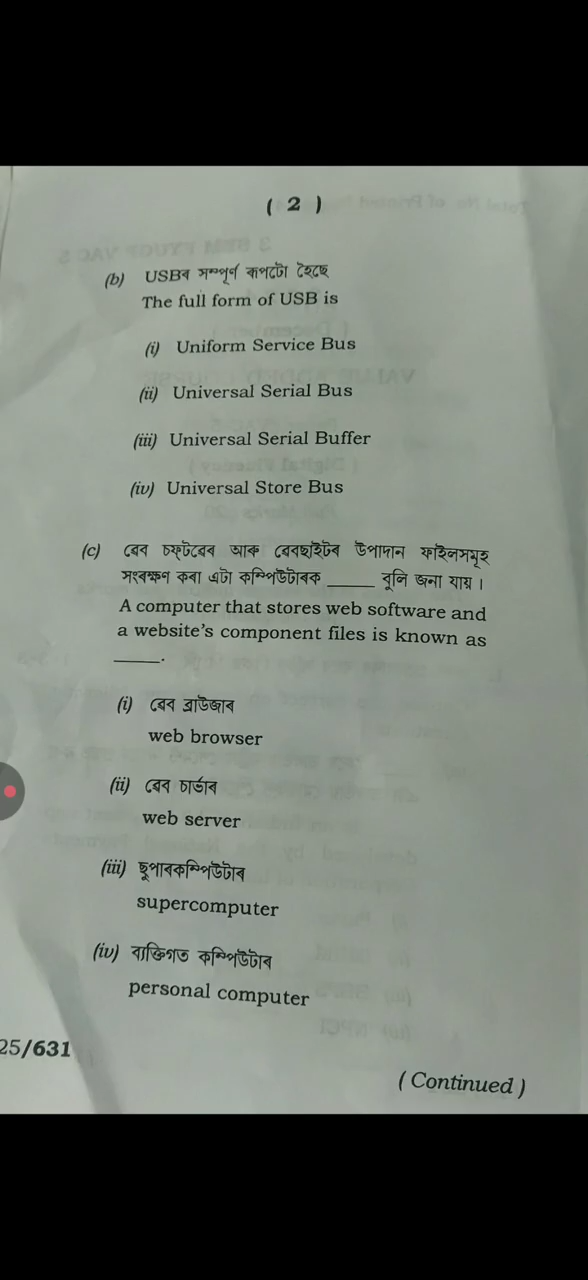 ( 2 )
(b) USBৰ সম্পূৰ্ণ ৰূপটো হৈছে
The full form of USB is
(i) Uniform Service Bus
(ii) Universal Serial Bus
(iii) Universal Serial Buffer
(iv) Universal Store Bus
(c) ৱেব চফ্টৱেৰ আৰু ৱেবছাইটৰ উপাদান ফাইলসমূহ
সংৰক্ষণ কৰা এটা কম্পিউটাৰক _____ বুলি জনা যায় ।
A computer that stores web software and
a website's component files is known as
_____.
(i) ৱেব ব্ৰাউজাৰ
web browser
(ii) ৱেব চাৰ্ভাৰ
web server
(iii) ছুপাৰকম্পিউটাৰ
supercomputer
(iv) ব্যক্তিগত কম্পিউটাৰ
personal computer
25/631
( Continued )